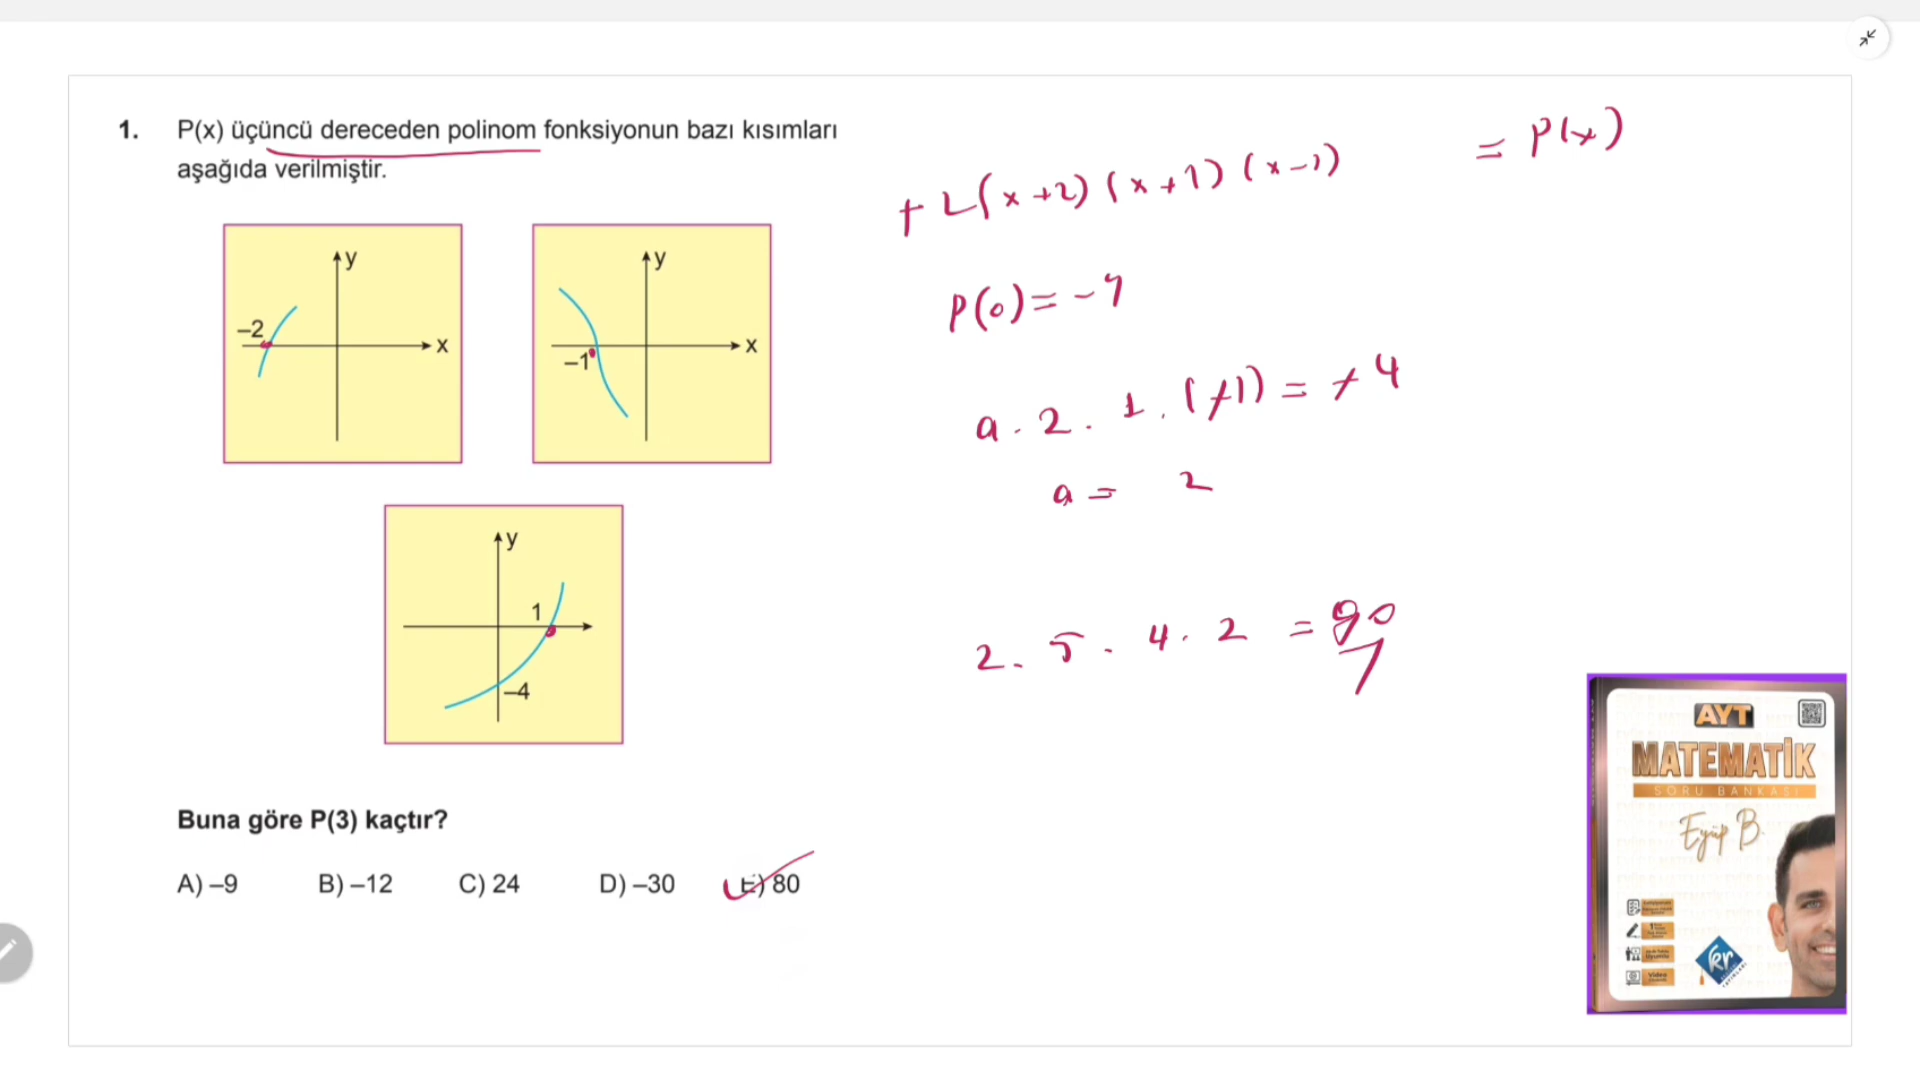 1. P(x) üçüncü dereceden polinom fonksiyonun bazı kısımları
aşağıda verilmiştir.
y
–2
x
y
–1
x
y
1
–4
Buna göre P(3) kaçtır?
A) –9 B) –12 C) 24 D) –30 E) 80
+ 2(x+2) (x+1) (x-1) = P(x)
P(0) = -4
a . 2 . 1 . (-1) = -4
a = 2
2 . 5 . 4 . 2 = 80
AYT
MATEMATİK
SORU BANKASI
Eyüp B.
Video
kr